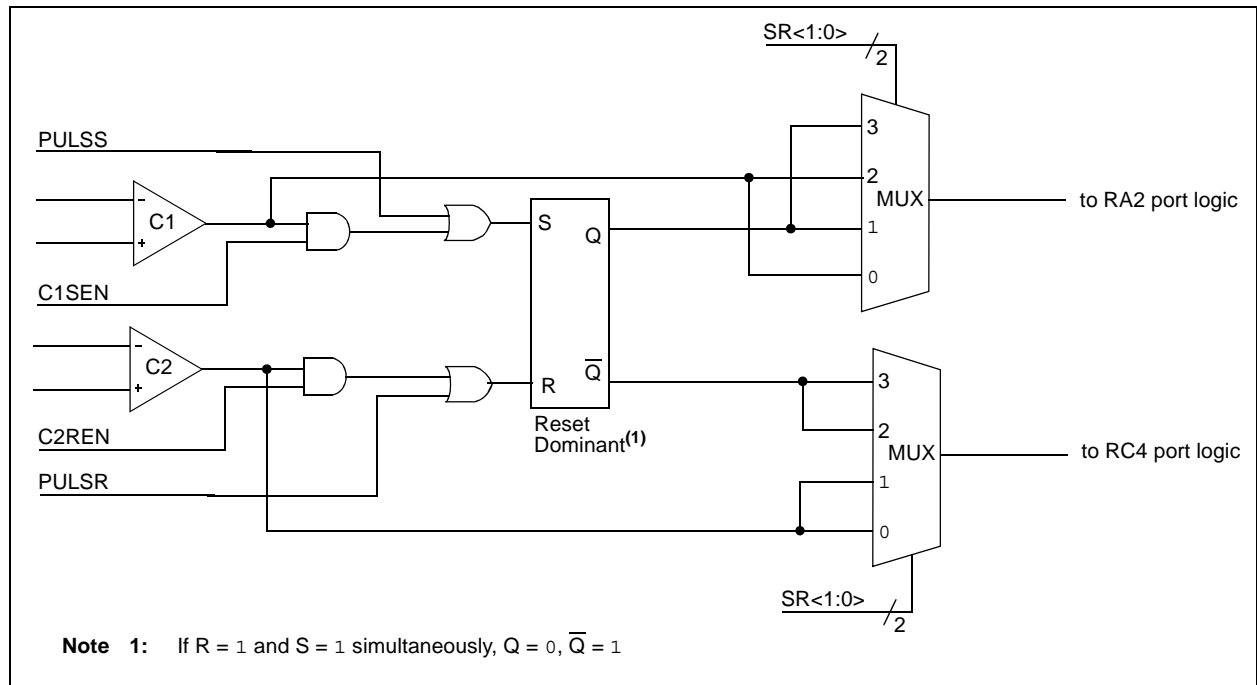 SR<1:0>
2
PULSS
3
2
MUX
to RA2 port logic
−
C1
+
S
Q
1
0
C1SEN
−
C2
+
R
Q̅
3
C2REN
Reset
Dominant(1)
2
MUX
to RC4 port logic
PULSR
1
0
SR<1:0>
2
Note 1: If R = 1 and S = 1 simultaneously, Q = 0, Q̅ = 1